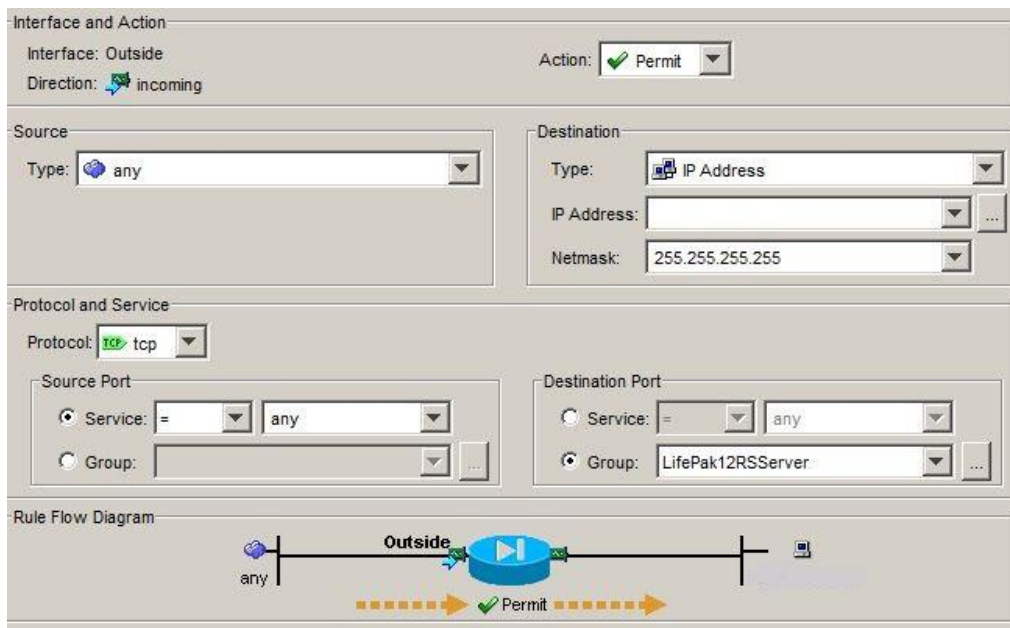 Interface and Action
Interface: Outside
Action: Permit
Direction: incoming
Source
Type: any
Destination
Type: IP Address
IP Address: ...
Netmask: 255.255.255.255
Protocol and Service
Protocol: TCP tcp
Source Port
Service: = any
Group: ...
Destination Port
Service: = any
Group: LifePak12RSServer ...
Rule Flow Diagram
any
Outside
Permit